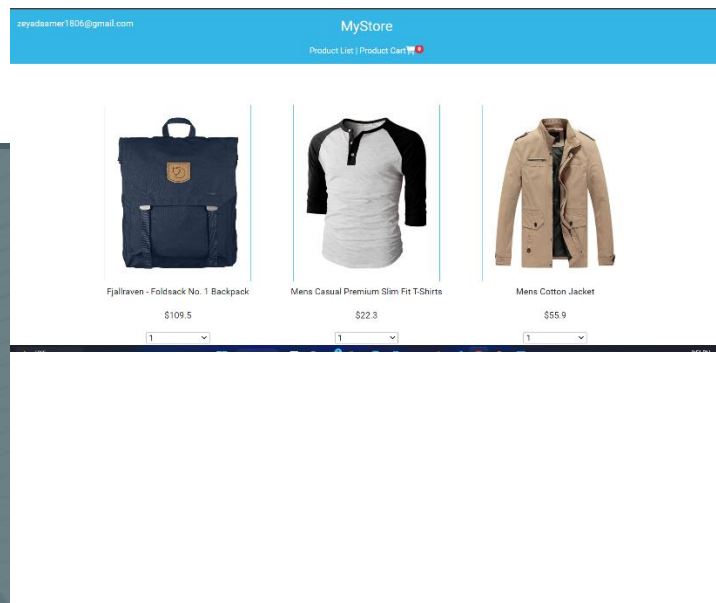 zeyadsamer1806@gmail.com
MyStore
Product List | Product Cart 0
Fjallraven - Foldsack No. 1 Backpack
Mens Casual Premium Slim Fit T-Shirts
Mens Cotton Jacket
$109.5
$22.3
$55.9
1
1
1